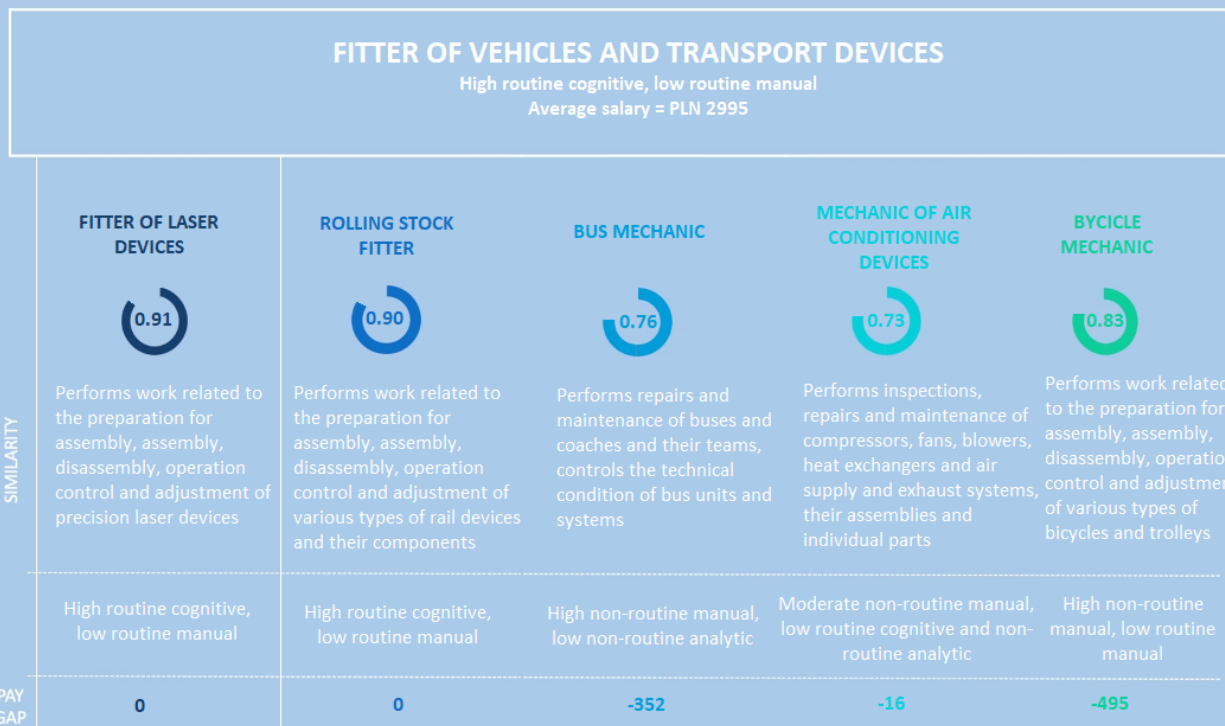 FITTER OF VEHICLES AND TRANSPORT DEVICES
High routine cognitive, low routine manual
Average salary = PLN 2995
FITTER OF LASER
DEVICES
0.91
Performs work related to
the preparation for
assembly, assembly,
disassembly, operation
control and adjustment of
precision laser devices
High routine cognitive,
low routine manual
0
ROLLING STOCK
FITTER
0.90
Performs work related to
the preparation for
assembly, assembly,
disassembly, operation
control and adjustment of
various types of rail devices
and their components
High routine cognitive,
low routine manual
0
BUS MECHANIC
0.76
Performs repairs and
maintenance of buses and
coaches and their teams,
controls the technical
condition of bus units and
systems
High non-routine manual,
low non-routine analytic
-352
MECHANIC OF AIR
CONDITIONING
DEVICES
0.73
Performs inspections,
repairs and maintenance of
compressors, fans, blowers,
heat exchangers and air
supply and exhaust systems,
their assemblies and
individual parts
Moderate non-routine manual,
low routine cognitive and non-
routine analytic
-16
BYCICLE
MECHANIC
0.83
Performs work related
to the preparation for
assembly, assembly,
disassembly, operatio
control and adjustmen
of various types of
bicycles and trolleys
High non-routine
manual, low routine
manual
-495
SIMILARITY
PAY
GAP